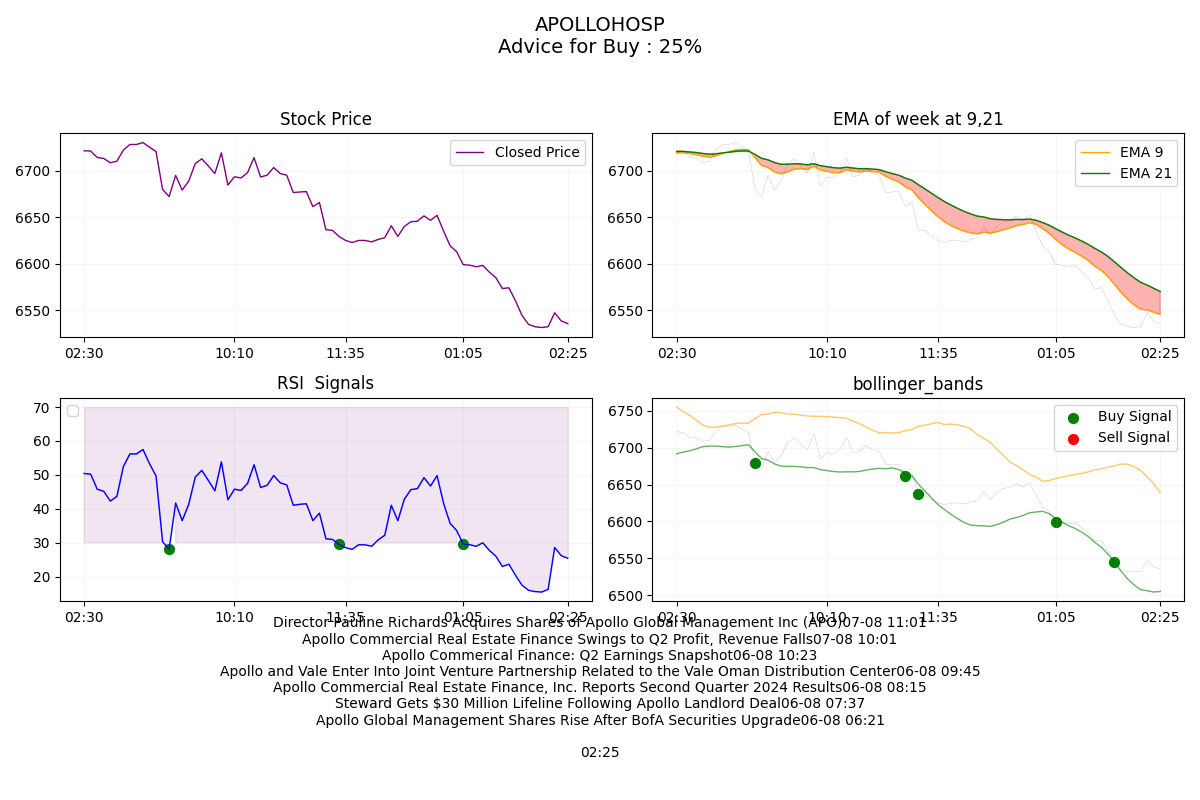 APOLLOHOSP
Advice for Buy : 25%
Stock Price
6700
6650
6600
6550
02:30 10:10 11:35 01:05 02:25
Closed Price
EMA of week at 9,21
6700
6650
6600
6550
02:30 10:10 11:35 01:05 02:25
EMA 9
EMA 21
RSI  Signals
70
60
50
40
30
20
02:30 10:10 11:35 01:05 02:25
bollinger_bands
6750
6700
6650
6600
6550
6500
02:30 10:10 11:35 01:05 02:25
Buy Signal
Sell Signal
Director Pauline Richards Acquires Shares of Apollo Global Management Inc (APO)07-08 11:01
Apollo Commercial Real Estate Finance Swings to Q2 Profit, Revenue Falls07-08 10:01
Apollo Commerical Finance: Q2 Earnings Snapshot06-08 10:23
Apollo and Vale Enter Into Joint Venture Partnership Related to the Vale Oman Distribution Center06-08 09:45
Apollo Commercial Real Estate Finance, Inc. Reports Second Quarter 2024 Results06-08 08:15
Steward Gets $30 Million Lifeline Following Apollo Landlord Deal06-08 07:37
Apollo Global Management Shares Rise After BofA Securities Upgrade06-08 06:21
02:25